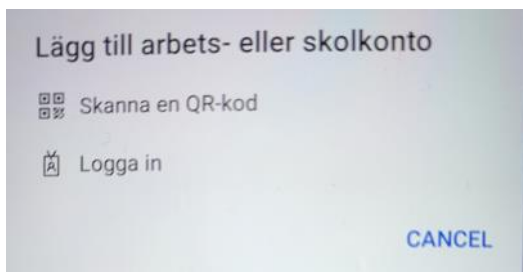 Lägg till arbets- eller skolkonto
Skanna en QR-kod
Logga in
CANCEL